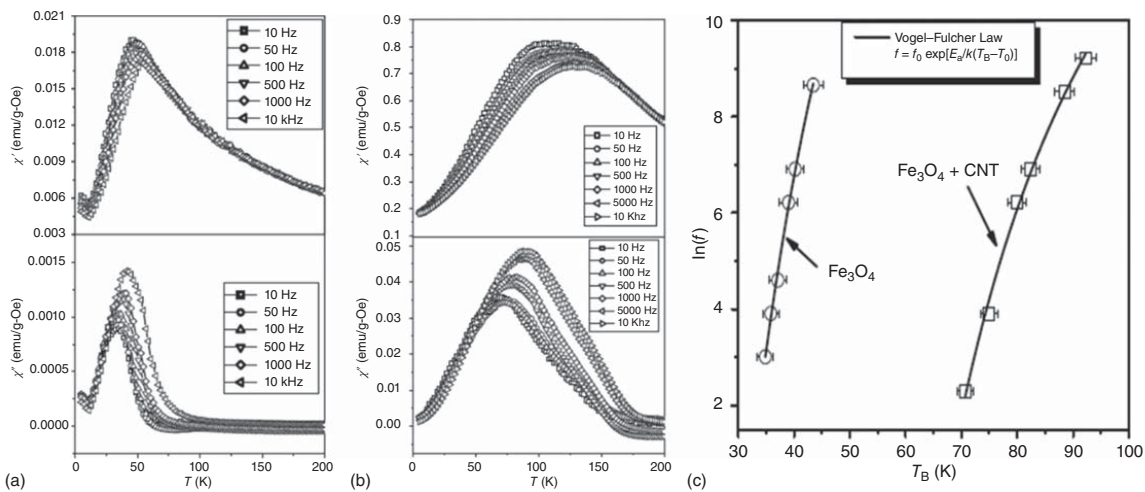 0.021
0.018
0.015
0.012
0.009
0.006
0.003
χ′ (emu/g-Oe)
10 Hz
50 Hz
100 Hz
500 Hz
1000 Hz
10 kHz
0.0015
0.0010
0.0005
0.0000
χ″ (emu/g-Oe)
10 Hz
50 Hz
100 Hz
500 Hz
1000 Hz
10 kHz
0 50 100 150 200
T (K)
(a)
0.9
0.8
0.7
0.6
0.5
0.4
0.3
0.2
0.1
χ′ (emu/g-Oe)
10 Hz
50 Hz
100 Hz
500 Hz
1000 Hz
5000 Hz
10 Khz
0.05
0.04
0.03
0.02
0.01
0.00
χ″ (emu/g-Oe)
10 Hz
50 Hz
100 Hz
500 Hz
1000 Hz
5000 Hz
10 Khz
0 50 100 150 200
T (K)
(b)
10
8
6
4
2
ln(f)
Vogel–Fulcher Law
f = f₀ exp[Eₐ/k(T_B–T₀)]
Fe₃O₄ + CNT
Fe₃O₄
30 40 50 60 70 80 90 100
T_B (K)
(c)